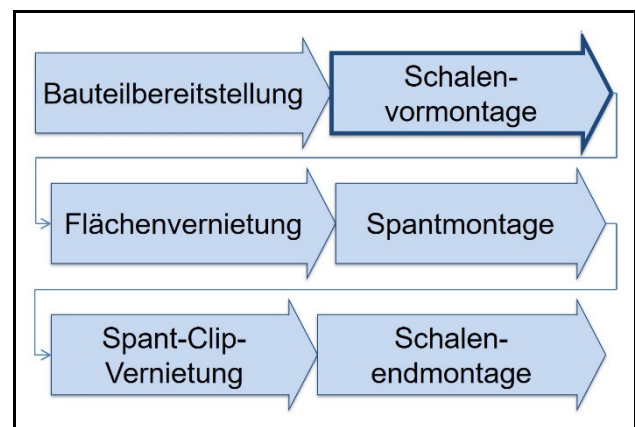 Bauteilbereitstellung
Schalen-
vormontage
Flächenvernietung
Spantmontage
Spant-Clip-
Vernietung
Schalen-
endmontage